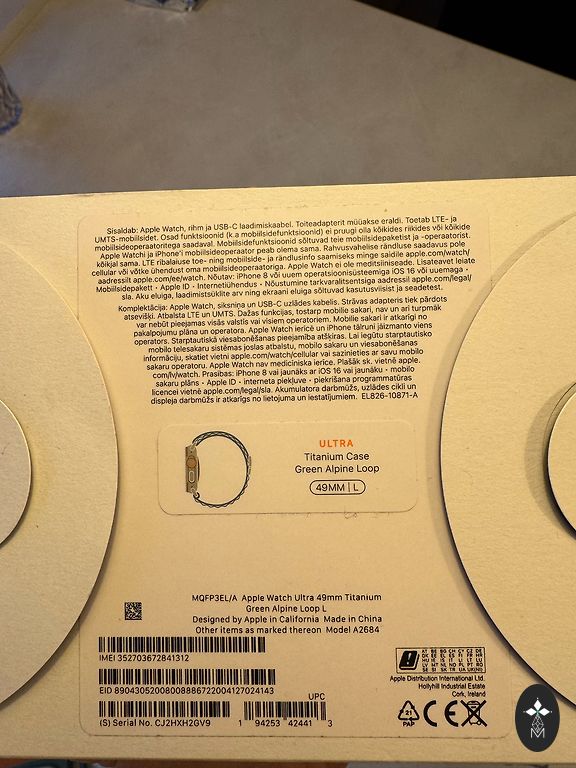 Sisaldab: Apple Watch, rihm ja USB-C laadimiskaabel. Toiteadapterit müüakse eraldi. Toetab LTE- ja
UMTS-mobiilsidet. Osad funktsioonid (k.a mobiilsidefunktsioonid) ei pruugi olla kõikides riikides või kõikide
mobiilsideoperaatoritega saadaval. Mobiilsidefunktsioonid sõltuvad teie mobiilsidepaketist ja -operaatorist.
Apple Watchi ja iPhone'i mobiilsideoperaator peab olema sama. Rahvusvahelise rändluse saadavus pole
kõikjal sama. LTE ribalaiuse toe- ning mobiilside- ja rändlusinfo saamiseks minge saidile apple.com/watch/
cellular või võtke ühendust oma mobiilsideoperaatoriga. Apple Watch ei ole meditsiiniseade. Lisateavet leiate
aadressilt apple.com/ee/watch. Nõutav: iPhone 8 või uuem operatsioonisüsteemiga iOS 16 või uuemaga •
Mobiilsidepakett • Apple ID • Internetiühendus • Nõustumine tarkvaralitsentsiga aadressil apple.com/legal/
sla. Aku eluiga, laadimistsüklite arv ning ekraani eluiga sõltuvad kasutusviisist ja seadetest.
Komplektācija: Apple Watch, siksniņa un USB-C uzlādes kabelis. Strāvas adapteris tiek pārdots
atsevišķi. Atbalsta LTE un UMTS. Dažas funkcijas, tostarp mobilie sakari, nav un arī turpmāk
var nebūt pieejamas visās valstīs vai visiem operatoriem. Mobilie sakari ir atkarīgi no
pakalpojumu plāna un operatora. Apple Watch ierīcē un iPhone tālrunī jāizmanto viens
operators. Starptautiskā viesabonēšanas pieejamība atšķiras. Lai iegūtu starptautisko
mobilo telesakaru sistēmas joslas atbalstu, mobilo sakaru un viesabonēšanas
informāciju, skatiet vietni apple.com/watch/cellular vai sazinieties ar savu mobilo
sakaru operatoru. Apple Watch nav medicīniska ierīce. Plašāk sk. vietnē apple.
com/lv/watch. Prasības: iPhone 8 vai jaunāks ar iOS 16 vai jaunāku • mobilo
sakaru plāns • Apple ID • interneta piekļuve • piekrišana programmatūras
licencei vietnē apple.com/legal/sla. Akumulatora darbmūžs, uzlādes cikli un
displeja darbmūžs ir atkarīgs no lietojuma un iestatījumiem. EL826-10871-A
ULTRA
Titanium Case
Green Alpine Loop
49MM | L
MQFP3EL/A Apple Watch Ultra 49mm Titanium
Green Alpine Loop L
Designed by Apple in California Made in China
Other items as marked thereon Model A2684
IMEI 352703672841312
EID 89043052008008886722004127024143
UPC
(S) Serial No. CJ2HXH2GV9
1 94253 42441 3
Apple Distribution International Ltd.
Hollyhill Industrial Estate
Cork, Ireland
21
PAP
CE
M